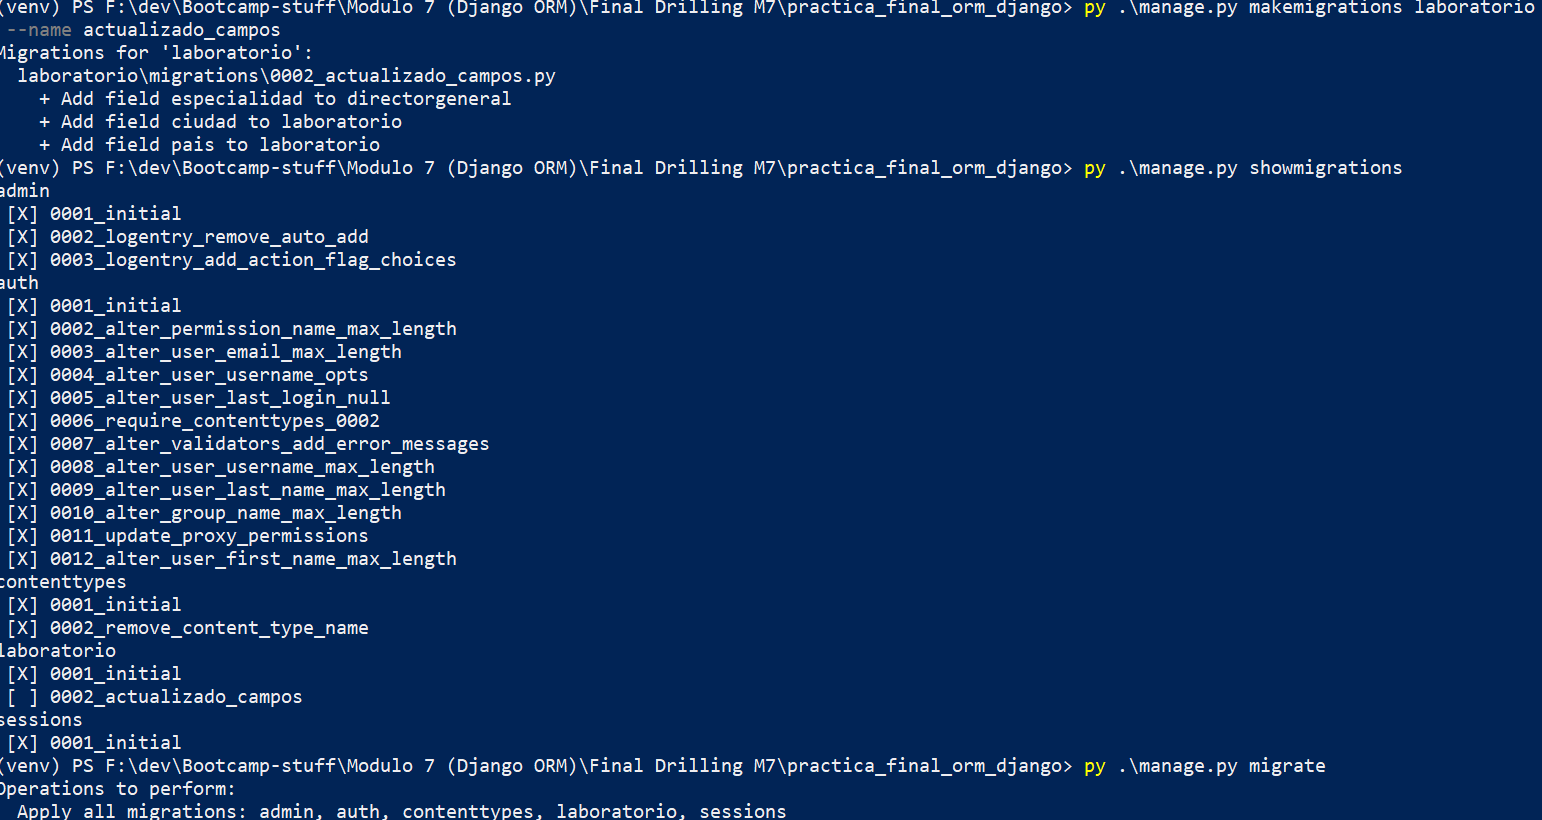 (venv) PS F:\dev\Bootcamp-stuff\Modulo 7 (Django ORM)\Final Drilling M7\practica_final_orm_django> py .\manage.py makemigrations laboratorio
--name actualizado_campos
Migrations for 'laboratorio':
laboratorio\migrations\0002_actualizado_campos.py
+ Add field especialidad to directorgeneral
+ Add field ciudad to laboratorio
+ Add field pais to laboratorio
(venv) PS F:\dev\Bootcamp-stuff\Modulo 7 (Django ORM)\Final Drilling M7\practica_final_orm_django> py .\manage.py showmigrations
admin
[X] 0001_initial
[X] 0002_logentry_remove_auto_add
[X] 0003_logentry_add_action_flag_choices
auth
[X] 0001_initial
[X] 0002_alter_permission_name_max_length
[X] 0003_alter_user_email_max_length
[X] 0004_alter_user_username_opts
[X] 0005_alter_user_last_login_null
[X] 0006_require_contenttypes_0002
[X] 0007_alter_validators_add_error_messages
[X] 0008_alter_user_username_max_length
[X] 0009_alter_user_last_name_max_length
[X] 0010_alter_group_name_max_length
[X] 0011_update_proxy_permissions
[X] 0012_alter_user_first_name_max_length
contenttypes
[X] 0001_initial
[X] 0002_remove_content_type_name
laboratorio
[X] 0001_initial
[ ] 0002_actualizado_campos
sessions
[X] 0001_initial
(venv) PS F:\dev\Bootcamp-stuff\Modulo 7 (Django ORM)\Final Drilling M7\practica_final_orm_django> py .\manage.py migrate
Operations to perform:
Apply all migrations: admin, auth, contenttypes, laboratorio, sessions